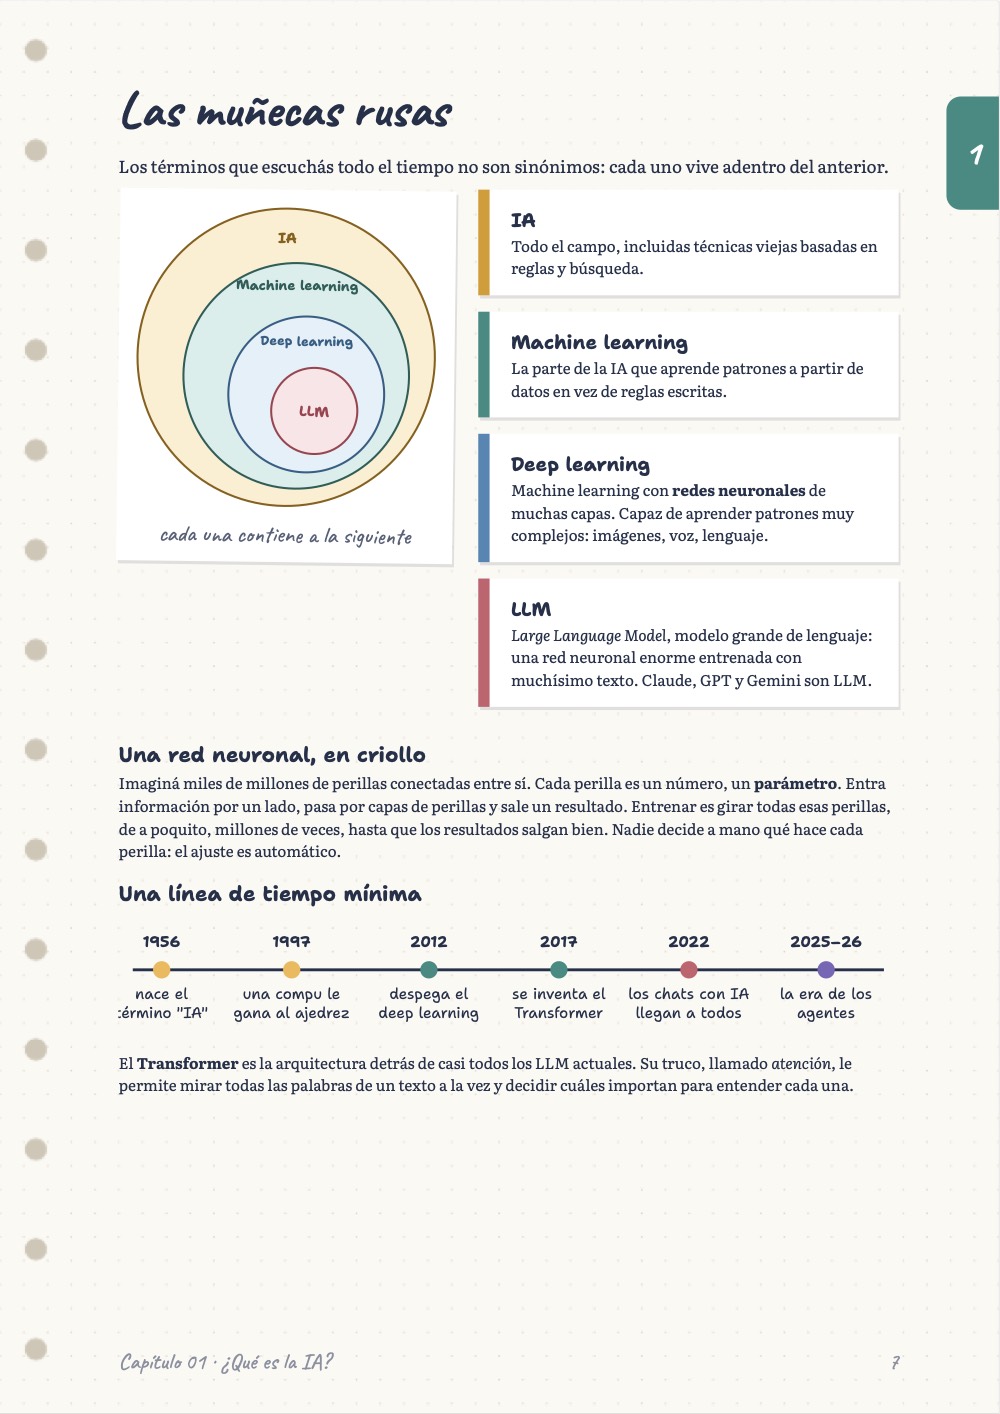 Las muñecas rusas
1
Los términos que escuchás todo el tiempo no son sinónimos: cada uno vive adentro del anterior.
IA
Machine learning
Deep learning
LLM
cada una contiene a la siguiente
IA
Todo el campo, incluidas técnicas viejas basadas en
reglas y búsqueda.
Machine learning
La parte de la IA que aprende patrones a partir de
datos en vez de reglas escritas.
Deep learning
Machine learning con redes neuronales de
muchas capas. Capaz de aprender patrones muy
complejos: imágenes, voz, lenguaje.
LLM
Large Language Model, modelo grande de lenguaje:
una red neuronal enorme entrenada con
muchísimo texto. Claude, GPT y Gemini son LLM.
Una red neuronal, en criollo
Imaginá miles de millones de perillas conectadas entre sí. Cada perilla es un número, un parámetro. Entra
información por un lado, pasa por capas de perillas y sale un resultado. Entrenar es girar todas esas perillas,
de a poquito, millones de veces, hasta que los resultados salgan bien. Nadie decide a mano qué hace cada
perilla: el ajuste es automático.
Una línea de tiempo mínima
1956
nace el
término "IA"
1997
una compu le
gana al ajedrez
2012
despega el
deep learning
2017
se inventa el
Transformer
2022
los chats con IA
llegan a todos
2025–26
la era de los
agentes
El Transformer es la arquitectura detrás de casi todos los LLM actuales. Su truco, llamado atención, le
permite mirar todas las palabras de un texto a la vez y decidir cuáles importan para entender cada una.
Capítulo 01 · ¿Qué es la IA?
7